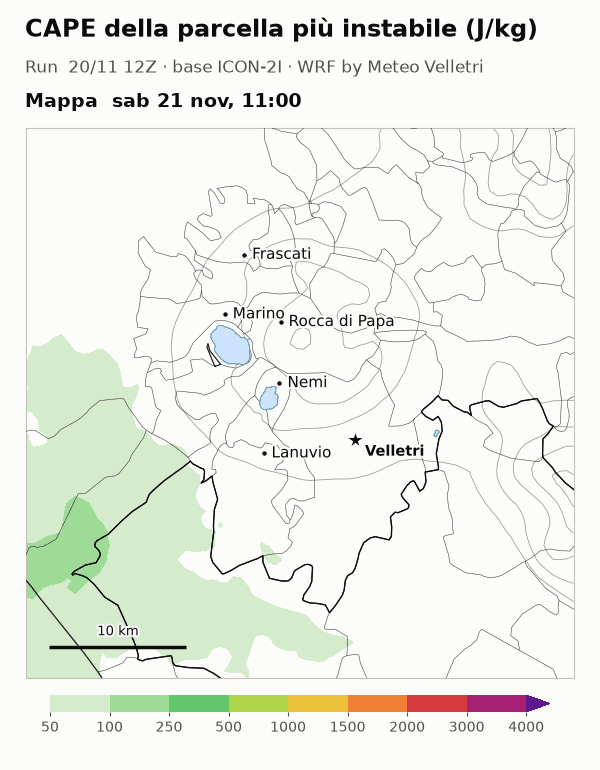 CAPE della parcella più instabile (J/kg)
Run  20/11 12Z · base ICON-2I · WRF by Meteo Velletri
Mappa  sab 21 nov, 11:00
Frascati
Marino
Rocca di Papa
Nemi
Velletri
Lanuvio
10 km
50 100 250 500 1000 1500 2000 3000 4000